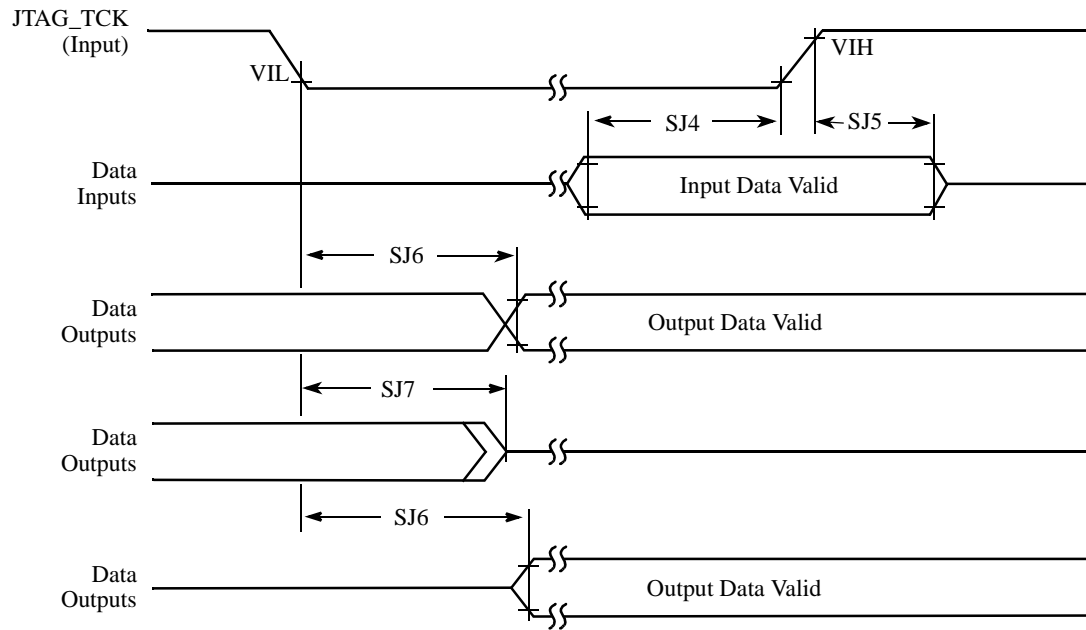 JTAG_TCK
(Input)
VIL
VIH
SJ4
SJ5
Data
Inputs
Input Data Valid
SJ6
Data
Outputs
Output Data Valid
SJ7
Data
Outputs
SJ6
Data
Outputs
Output Data Valid